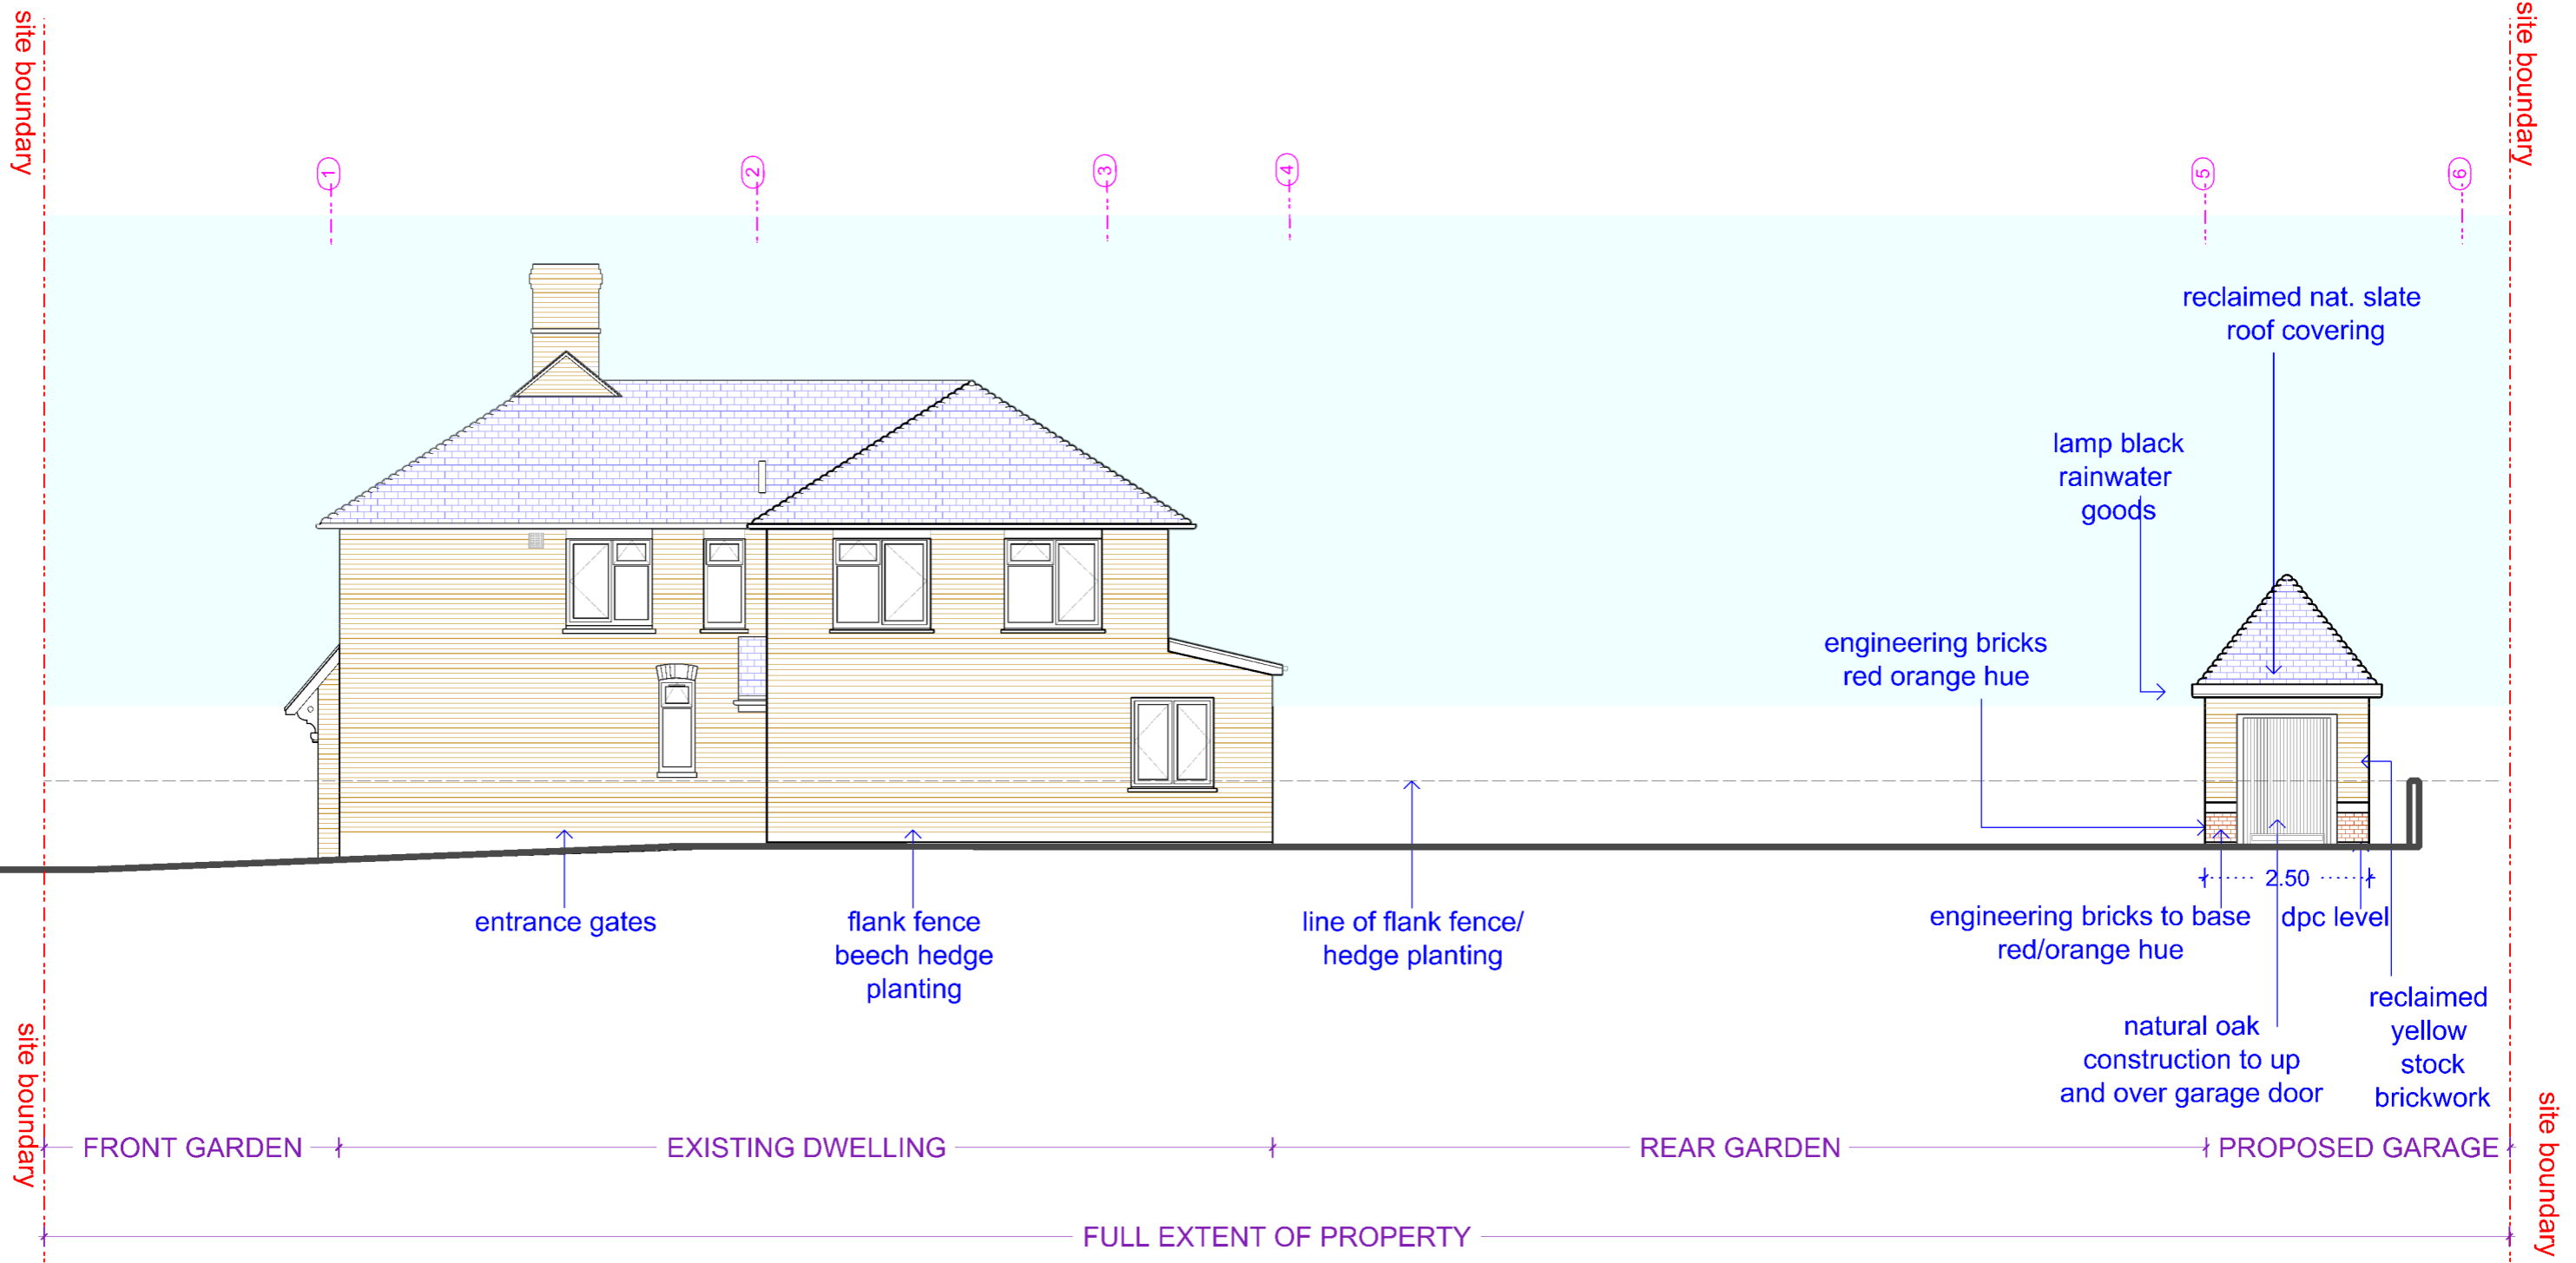 site boundary
site boundary
1
2
3
4
5
6
reclaimed nat. slate
roof covering
lamp black
rainwater
goods
engineering bricks
red orange hue
2.50
entrance gates
flank fence
beech hedge
planting
line of flank fence/
hedge planting
engineering bricks to base
red/orange hue
dpc level
reclaimed
yellow
stock
brickwork
natural oak
construction to up
and over garage door
site boundary
site boundary
FRONT GARDEN
EXISTING DWELLING
REAR GARDEN
PROPOSED GARAGE
FULL EXTENT OF PROPERTY